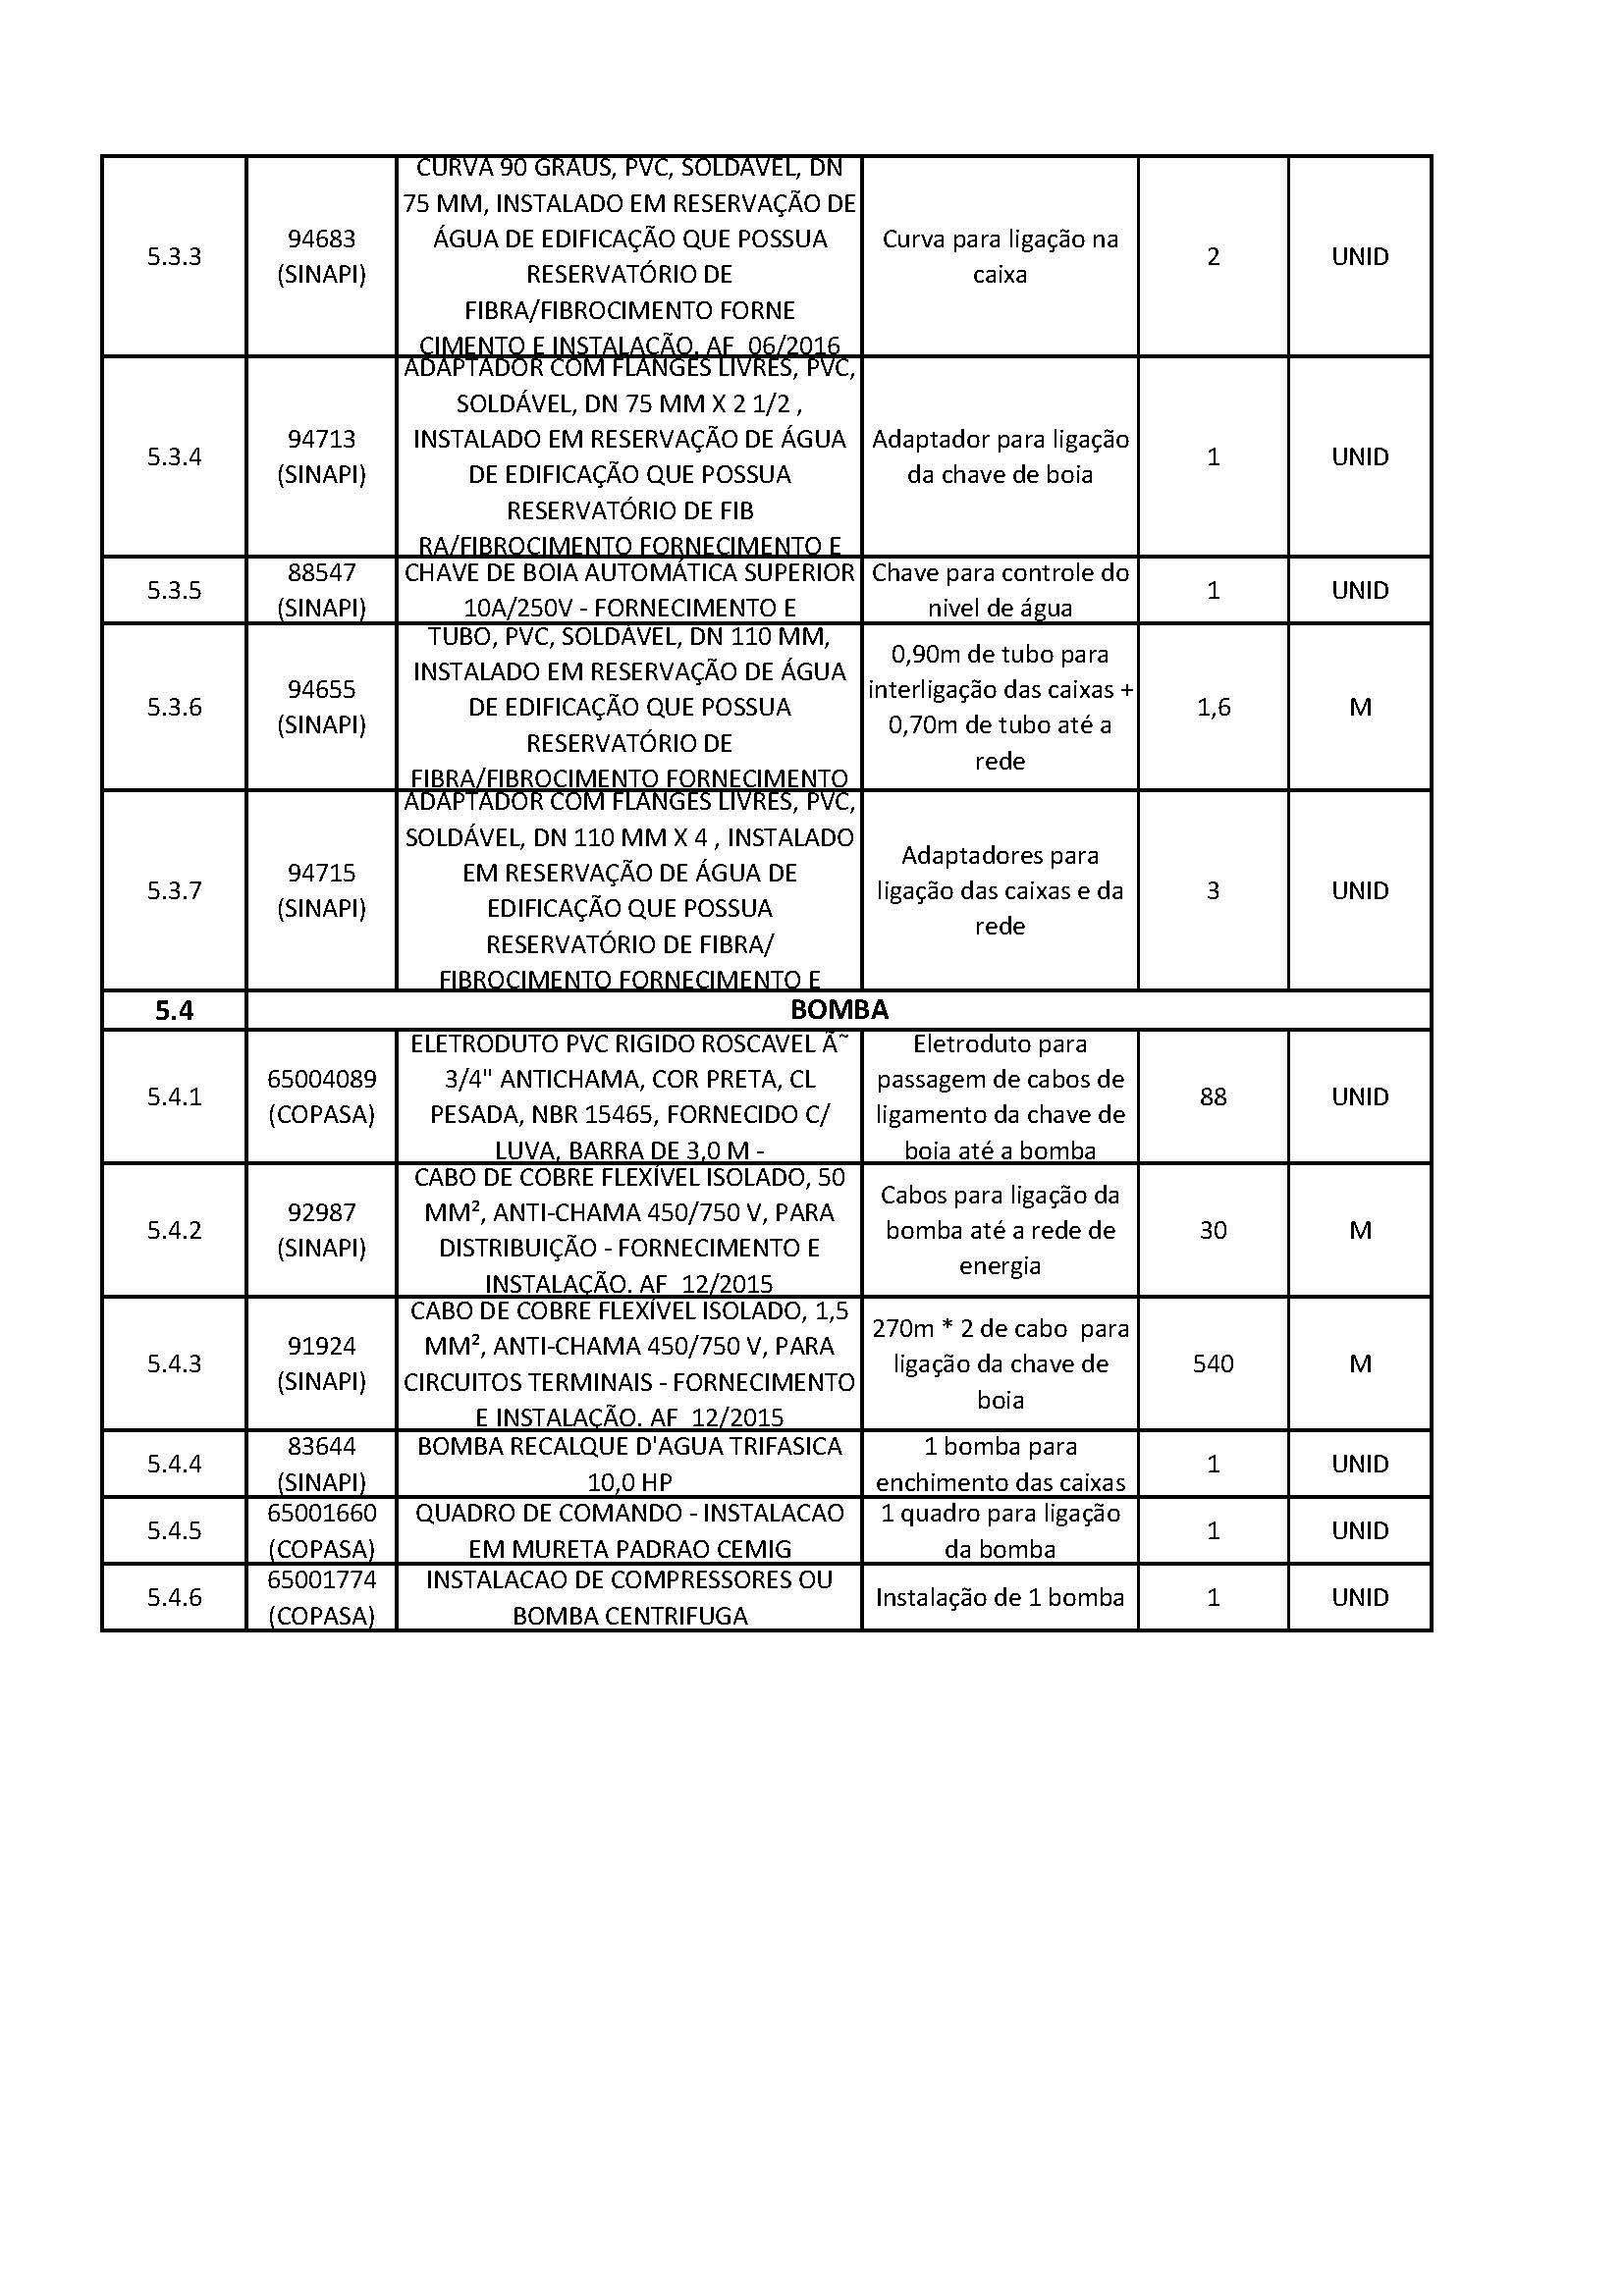 5.3.3
94683
(SINAPI)
CURVA 90 GRAUS, PVC, SOLDÁVEL, DN
75 MM, INSTALADO EM RESERVAÇÃO DE
ÁGUA DE EDIFICAÇÃO QUE POSSUA
RESERVATÓRIO DE
FIBRA/FIBROCIMENTO FORNE
CIMENTO E INSTALAÇÃO. AF_06/2016
Curva para ligação na
caixa
2
UNID
5.3.4
94713
(SINAPI)
ADAPTADOR COM FLANGES LIVRES, PVC,
SOLDÁVEL, DN 75 MM X 2 1/2 ,
INSTALADO EM RESERVAÇÃO DE ÁGUA
DE EDIFICAÇÃO QUE POSSUA
RESERVATÓRIO DE FIB
RA/FIBROCIMENTO FORNECIMENTO E
Adaptador para ligação
da chave de boia
1
UNID
5.3.5
88547
(SINAPI)
CHAVE DE BOIA AUTOMÁTICA SUPERIOR
10A/250V - FORNECIMENTO E
Chave para controle do
nivel de água
1
UNID
5.3.6
94655
(SINAPI)
TUBO, PVC, SOLDÁVEL, DN 110 MM,
INSTALADO EM RESERVAÇÃO DE ÁGUA
DE EDIFICAÇÃO QUE POSSUA
RESERVATÓRIO DE
FIBRA/FIBROCIMENTO FORNECIMENTO
0,90m de tubo para
interligação das caixas +
0,70m de tubo até a
rede
1,6
M
5.3.7
94715
(SINAPI)
ADAPTADOR COM FLANGES LIVRES, PVC,
SOLDÁVEL, DN 110 MM X 4 , INSTALADO
EM RESERVAÇÃO DE ÁGUA DE
EDIFICAÇÃO QUE POSSUA
RESERVATÓRIO DE FIBRA/
FIBROCIMENTO FORNECIMENTO E
Adaptadores para
ligação das caixas e da
rede
3
UNID
5.4
BOMBA
5.4.1
65004089
(COPASA)
ELETRODUTO PVC RIGIDO ROSCAVEL Ã˜
3/4" ANTICHAMA, COR PRETA, CL
PESADA, NBR 15465, FORNECIDO C/
LUVA, BARRA DE 3,0 M -
Eletroduto para
passagem de cabos de
ligamento da chave de
boia até a bomba
88
UNID
5.4.2
92987
(SINAPI)
CABO DE COBRE FLEXÍVEL ISOLADO, 50
MM², ANTI-CHAMA 450/750 V, PARA
DISTRIBUIÇÃO - FORNECIMENTO E
INSTALAÇÃO. AF_12/2015
Cabos para ligação da
bomba até a rede de
energia
30
M
5.4.3
91924
(SINAPI)
CABO DE COBRE FLEXÍVEL ISOLADO, 1,5
MM², ANTI-CHAMA 450/750 V, PARA
CIRCUITOS TERMINAIS - FORNECIMENTO
E INSTALAÇÃO. AF_12/2015
270m * 2 de cabo  para
ligação da chave de
boia
540
M
5.4.4
83644
(SINAPI)
BOMBA RECALQUE D'AGUA TRIFASICA
10,0 HP
1 bomba para
enchimento das caixas
1
UNID
5.4.5
65001660
(COPASA)
QUADRO DE COMANDO - INSTALACAO
EM MURETA PADRAO CEMIG
1 quadro para ligação
da bomba
1
UNID
5.4.6
65001774
(COPASA)
INSTALACAO DE COMPRESSORES OU
BOMBA CENTRIFUGA
Instalação de 1 bomba
1
UNID